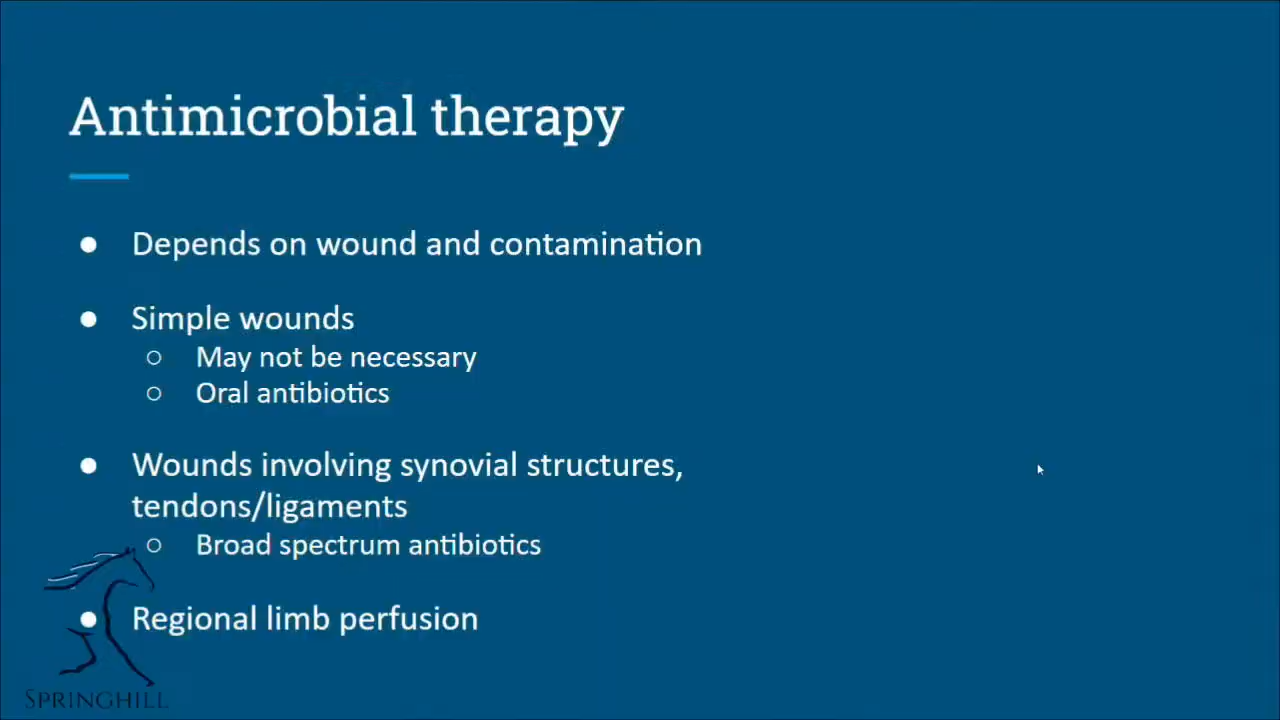 Antimicrobial therapy
● Depends on wound and contamination
● Simple wounds
○ May not be necessary
○ Oral antibiotics
● Wounds involving synovial structures,
tendons/ligaments
○ Broad spectrum antibiotics
● Regional limb perfusion
SPRINGHILL